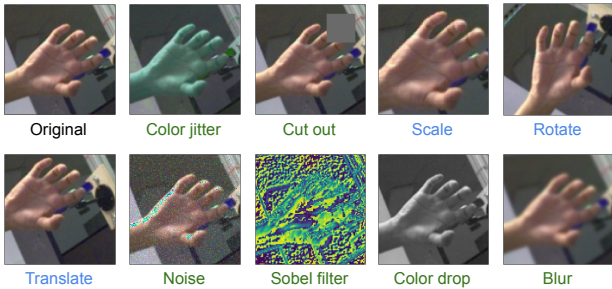 Original
Color jitter
Cut out
Scale
Rotate
Translate
Noise
Sobel filter
Color drop
Blur